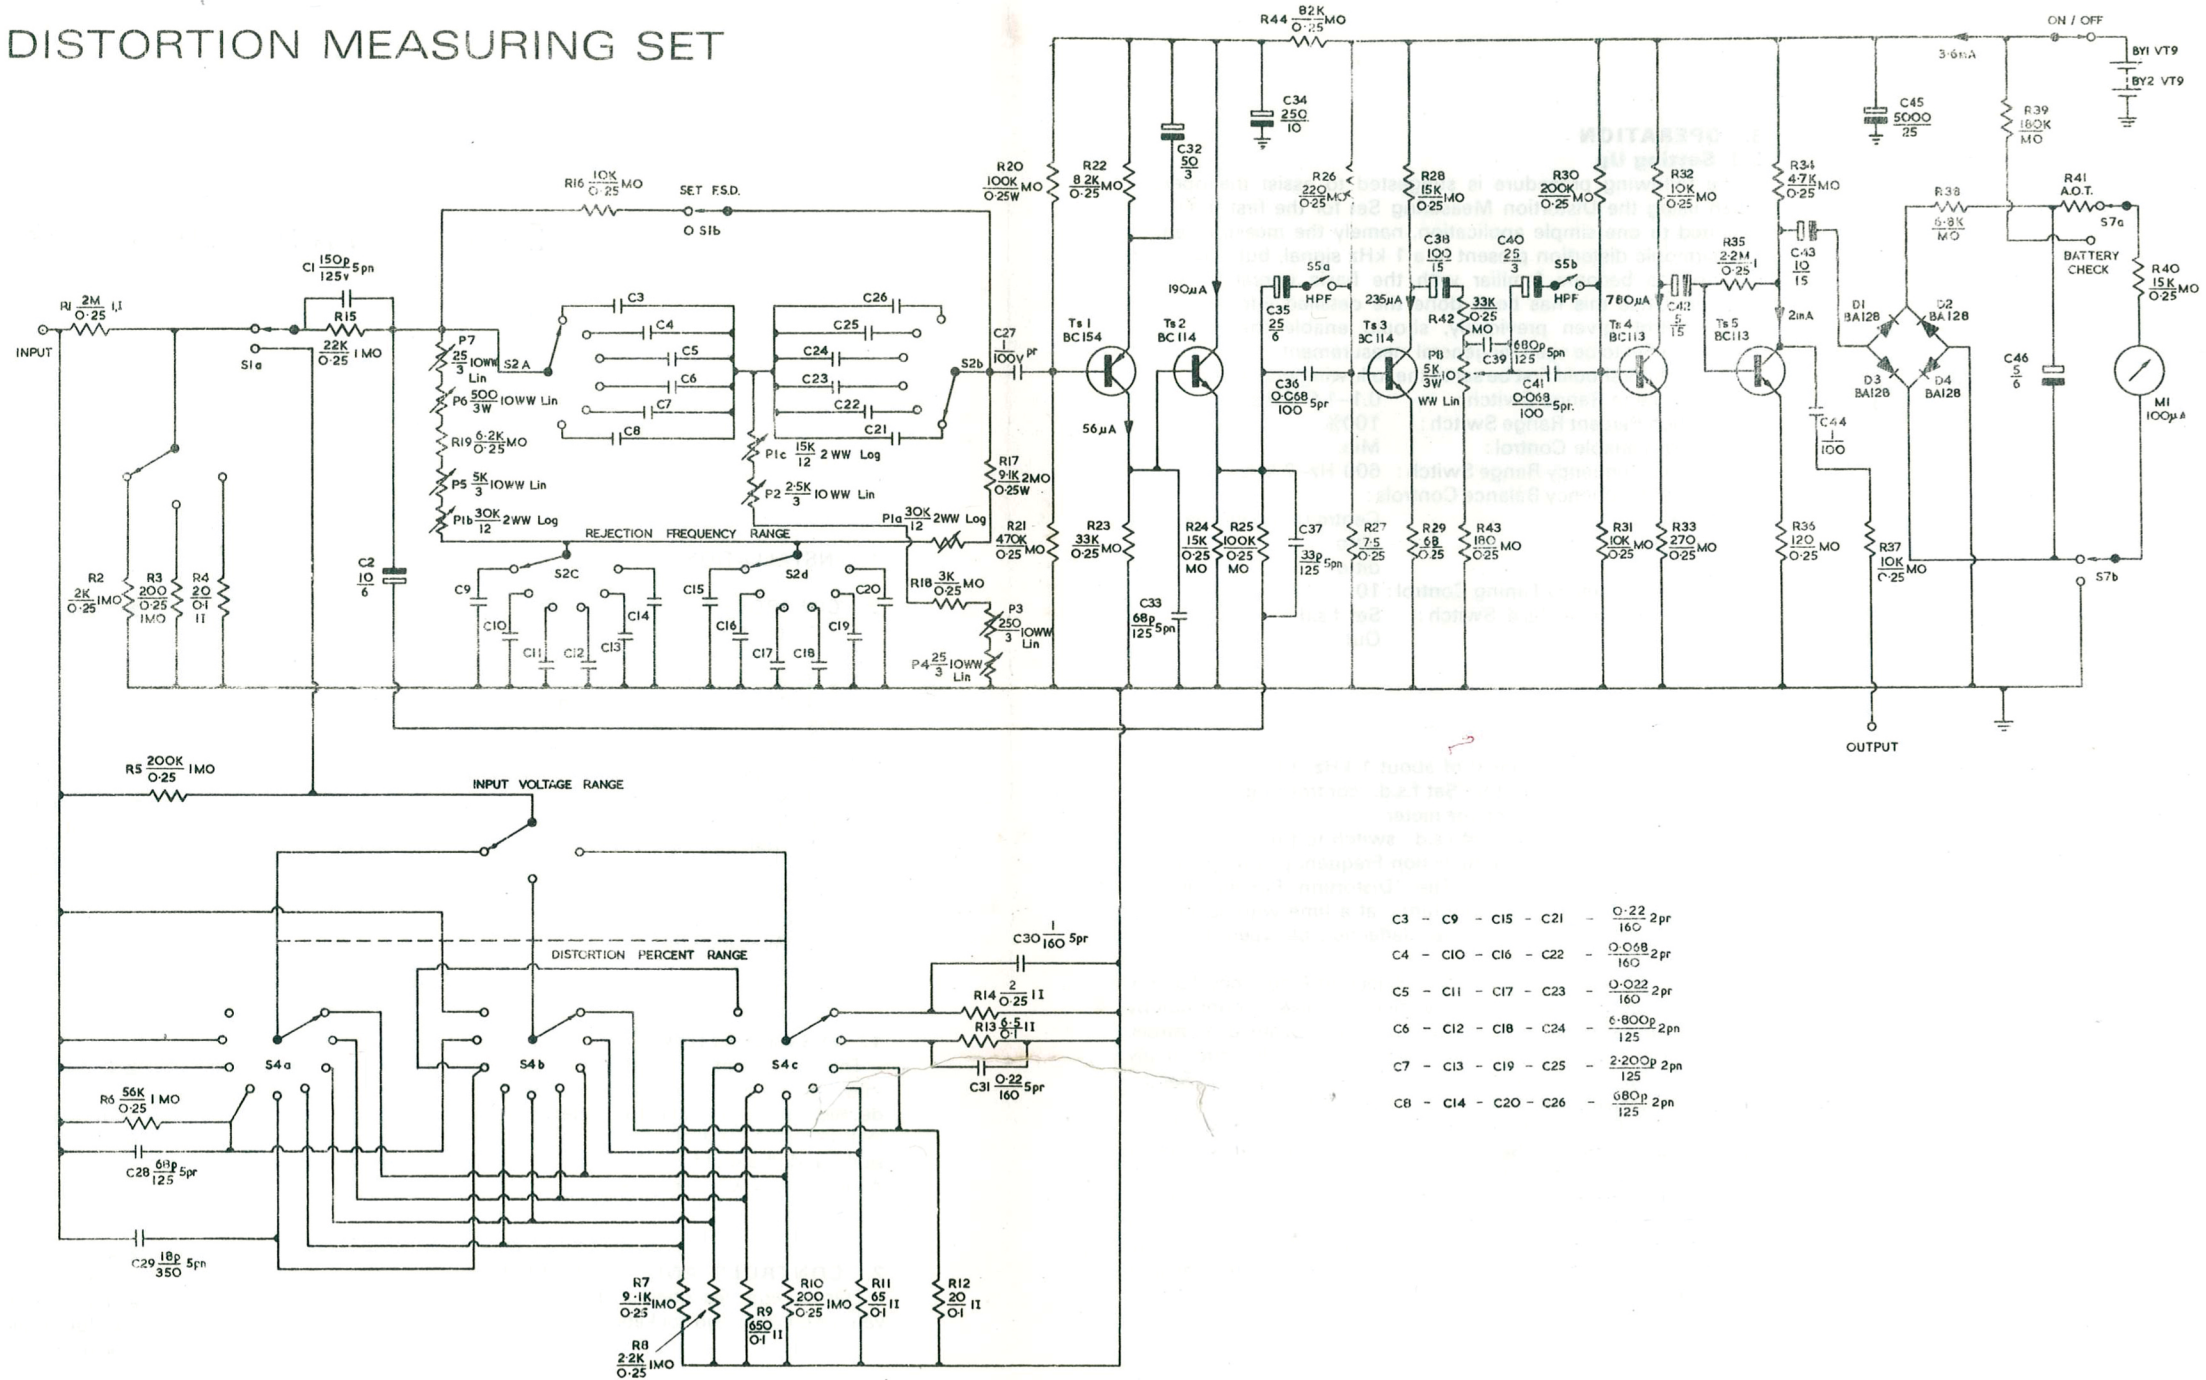 DISTORTION MEASURING SET
R44 82K/0·25 MO
ON / OFF
3·6mA
BY1 VT9
BY2 VT9
C34 250/10
C45 5000/25
R39 180K MO
C32 50/3
R16 10K/0·25 MO
SET F.S.D.
S1b
R20 100K/0·25W MO
R22 8 2K/0·25 MO
R26 220/0·25 MO
R28 15K/0·25 MO
R30 200K/0·25 MO
R32 10K/0·25 MO
R34 4·7K/0·25 MO
R38 6·8K MO
R41 A.O.T.
S7a
BATTERY CHECK
C1 150p/125v 5pn
R1 2M/0·25
R15 22K/0·25 1MO
INPUT
S1a
P7 25/3 10WW Lin
P6 500/3W 10WW Lin
R19 6·2K/0·25 MO
P5 5K/3 10WW Lin
P1b 30K/12 2WW Log
S2A
C3
C4
C5
C6
C7
C8
C26
C25
C24
C23
C22
C21
S2b
C27 1/100V pr
P1c 15K/12 2WW Log
P2 2·5K/3 10WW Lin
R17 9·1K/0·25W 2MO
P1a 30K/12 2WW Log
REJECTION FREQUENCY RANGE
Ts 1 BC154
Ts 2 BC114
Ts 3 BC114
Ts 4 BC113
Ts 5 BC113
190µA
56µA
235µA
780µA
2mA
C35 25/6
S5a
HPF
C38 100/15
C40 25/3
S5b
HPF
33K/0·25 R42 MO
680p/125 5pn
C39
P8 5K/3W 10 WW Lin
C36 0·068/100 5pr
C41 0·068/100 5pr.
C42 5/15
R35 2·2M/0·25
C43 10/15
C44 1/100
D1 BA128
D2 BA128
D3 BA128
D4 BA128
C46 5/6
R40 15K/0·25 MO
M1 100µA
R2 2K/0·25 1MO
R3 200/0·25 1MO
R4 20/0·1 11
C2 10/6
C9
C10
C11
C12
C13
C14
S2C
C15
C16
C17
C18
C19
C20
S2d
R18 3K/0·25 MO
P3 250/3 10WW Lin
P4 25/3 10WW Lin
R21 470K/0·25 MO
R23 33K/0·25 MO
R24 15K/0·25 MO
R25 100K/0·25 MO
C37 33p/125 5pn
C33 68p/125 5pn
R27 7·5/0·25
R29 68/0·25
R43 180/0·25 MO
R31 10K/0·25 MO
R33 270/0·25 MO
R36 120/0·25 MO
R37 10K/0·25 MO
S7b
OUTPUT
R5 200K/0·25 1MO
INPUT VOLTAGE RANGE
DISTORTION PERCENT RANGE
C30 1/160 5pr
R14 2/0·25 11
R13 6·5/0·1 11
C31 0·22/160 5pr
S4a
S4b
S4c
R6 56K/0·25 1MO
C28 68p/125 5pr
C29 18p/350 5pn
R7 9·1K/0·25 1MO
R8 2·2K/0·25 1MO
R9 650/0·1 11
R10 200/0·25 1MO
R11 65/0·1 11
R12 20/0·1 11
C3 - C9 - C15 - C21 - 0·22/160 2pr
C4 - C10 - C16 - C22 - 0·068/160 2pr
C5 - C11 - C17 - C23 - 0·022/160 2pr
C6 - C12 - C18 - C24 - 6·800p/125 2pn
C7 - C13 - C19 - C25 - 2·200p/125 2pn
C8 - C14 - C20 - C26 - 680p/125 2pn